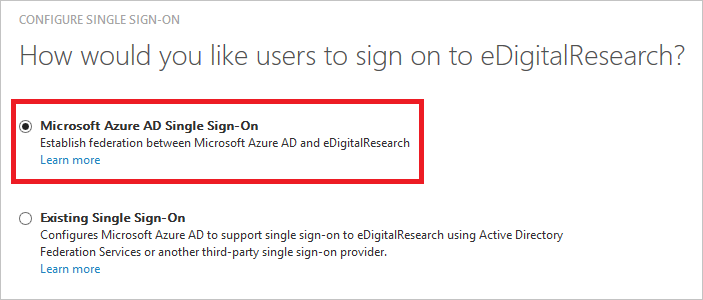 CONFIGURE SINGLE SIGN-ON
How would you like users to sign on to eDigitalResearch?
Microsoft Azure AD Single Sign-On
Establish federation between Microsoft Azure AD and eDigitalResearch
Learn more
Existing Single Sign-On
Configures Microsoft Azure AD to support single sign-on to eDigitalResearch using Active Directory
Federation Services or another third-party single sign-on provider.
Learn more